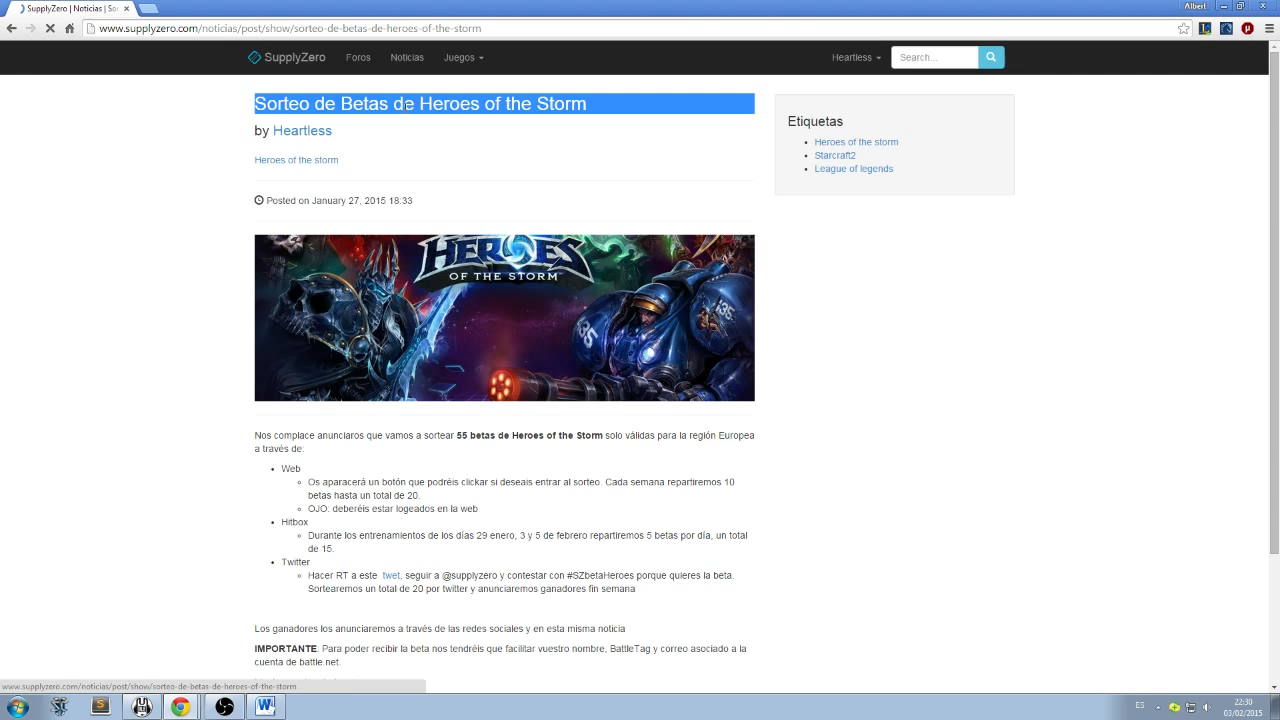 SupplyZero | Noticias | So
Albert
www.supplyzero.com/noticias/post/show/sorteo-de-betas-de-heroes-of-the-storm
SupplyZero Foros Noticias Juegos Heartless Search...
Sorteo de Betas de Heroes of the Storm
by Heartless
Heroes of the storm
Posted on January 27, 2015 18:33
HEROES
OF THE STORM
Nos complace anunciaros que vamos a sortear 55 betas de Heroes of the Storm solo válidas para la región Europea
a través de:
Web
Os aparacerá un botón que podréis clickar si deseais entrar al sorteo. Cada semana repartiremos 10
betas hasta un total de 20.
OJO: deberéis estar logeados en la web
Hitbox
Durante los entrenamientos de los días 29 enero, 3 y 5 de febrero repartiremos 5 betas por día, un total
de 15.
Twitter
Hacer RT a este twet, seguir a @supplyzero y contestar con #SZbetaHeroes porque quieres la beta.
Sortearemos un total de 20 por twitter y anunciaremos ganadores fin semana
Los ganadores los anunciaremos a través de las redes sociales y en esta misma noticia
IMPORTANTE: Para poder recibir la beta nos tendréis que facilitar vuestro nombre, BattleTag y correo asociado a la
cuenta de battle.net.
Etiquetas
Heroes of the storm
Starcraft2
League of legends
www.supplyzero.com/noticias/post/show/sorteo-de-betas-de-heroes-of-the-storm
ES
22:30
03/02/2015